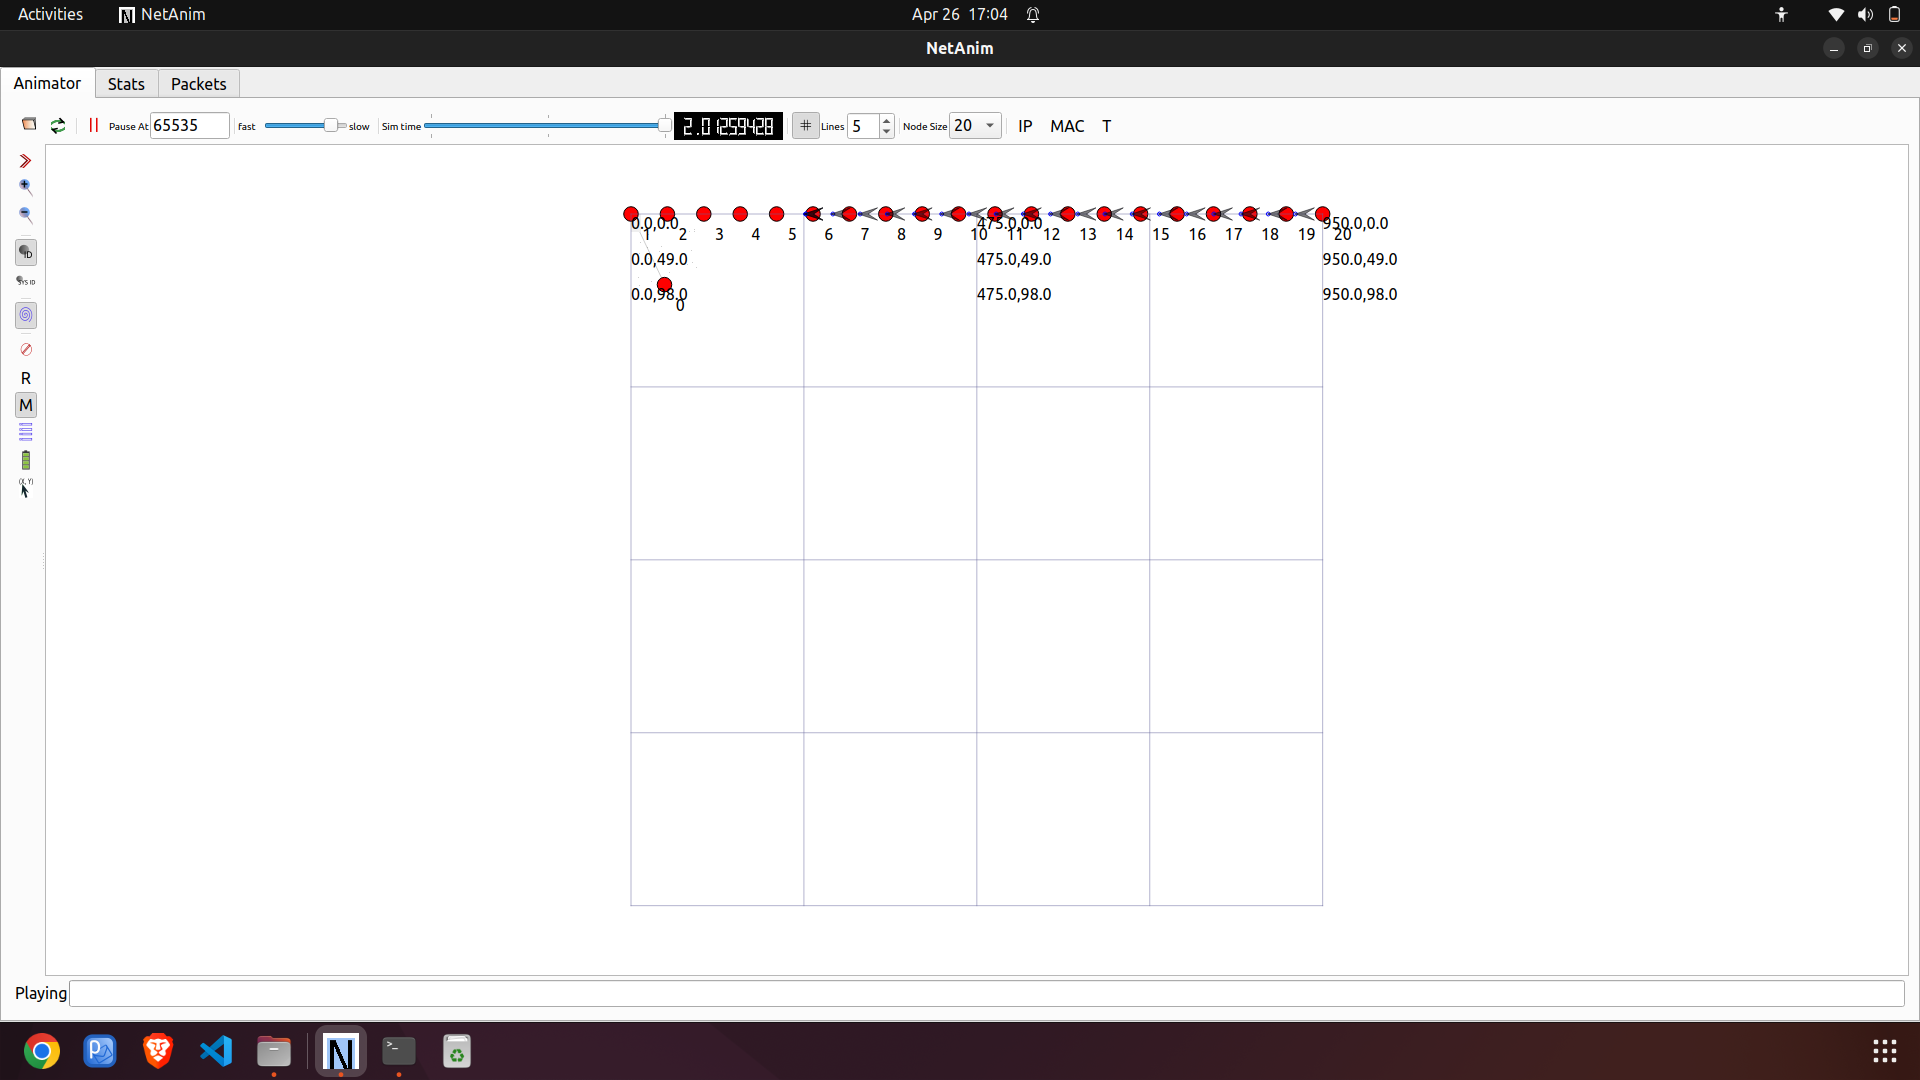 Activities NetAnim Apr 26 17:04
NetAnim
Animator Stats Packets
Pause At 65535 fast slow Sim time 2.01259428 # Lines 5 Node Size 20 IP MAC T
0.0,0.0 475.0,0.0 950.0,0.0
1 2 3 4 5 6 7 8 9 10 11 12 13 14 15 16 17 18 19 20
0.0,49.0 475.0,49.0 950.0,49.0
0.0,98.0 475.0,98.0 950.0,98.0
0
ID
SYS ID
R
M
(X, Y)
Playing